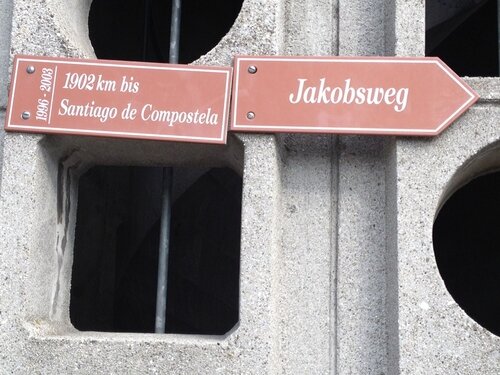 1996 - 2003
1902 km bis
Santiago de Compostela
Jakobsweg